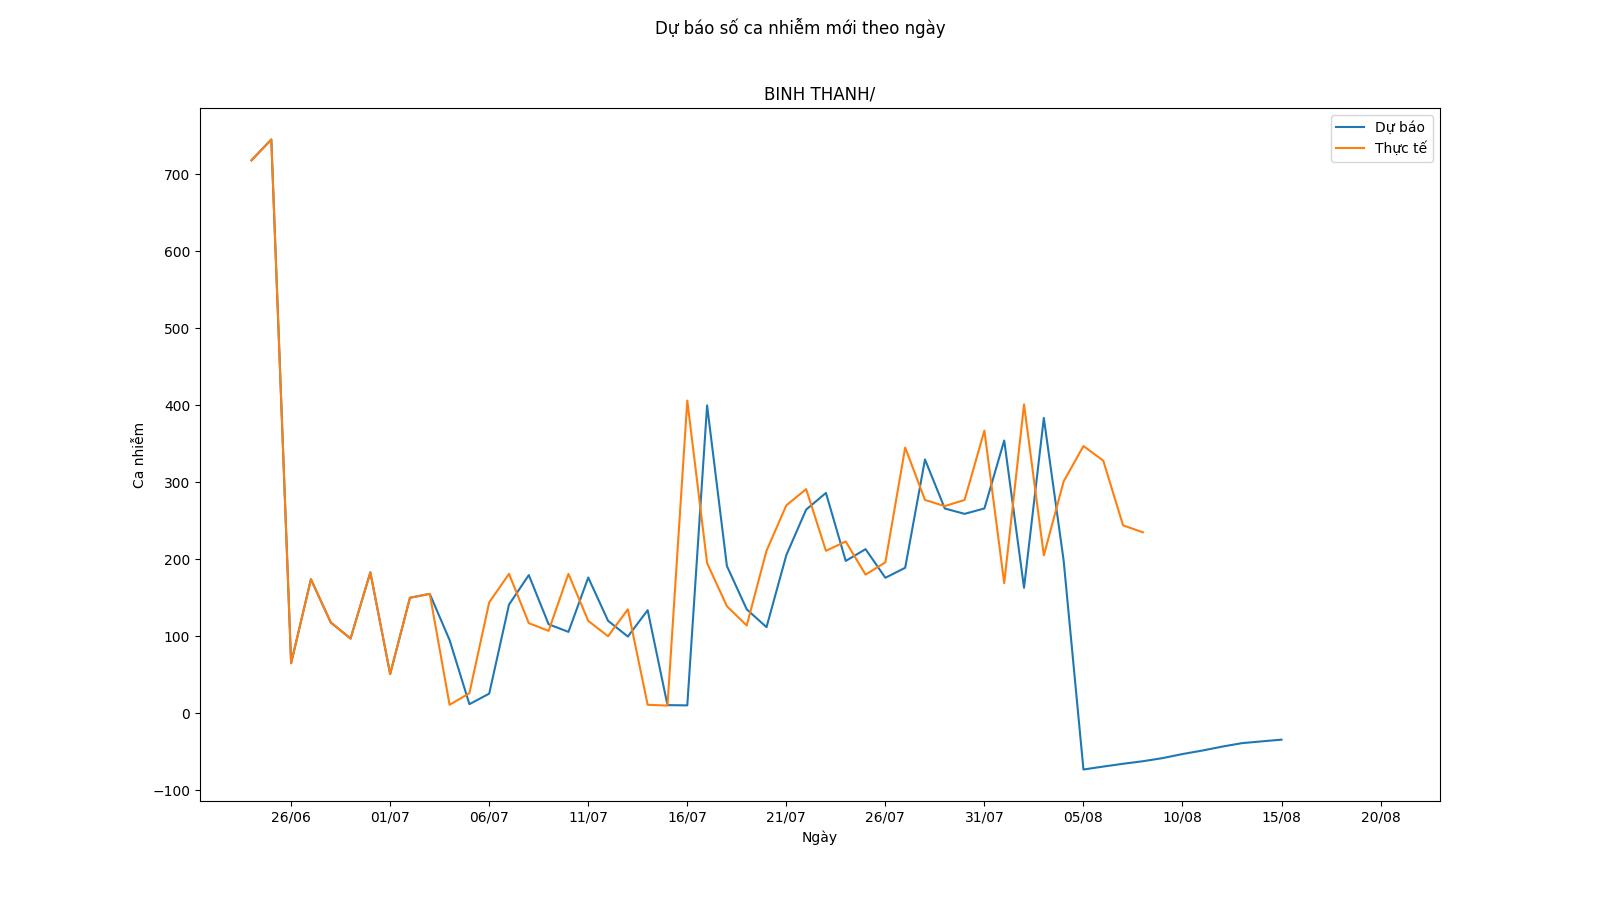 Dự báo số ca nhiễm mới theo ngày
BINH THANH/
Dự báo
Thực tế
700
600
500
400
300
200
100
0
−100
Ca nhiễm
26/06 01/07 06/07 11/07 16/07 21/07 26/07 31/07 05/08 10/08 15/08 20/08
Ngày